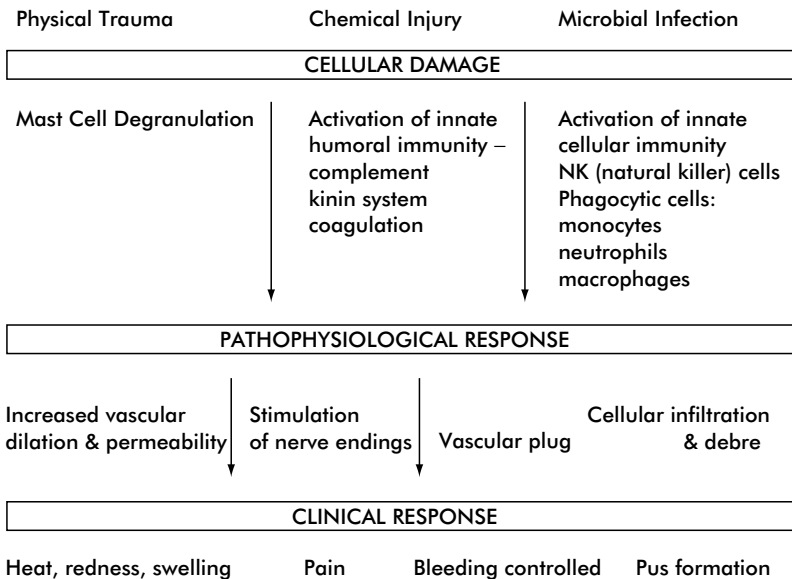 Physical Trauma Chemical Injury Microbial Infection
CELLULAR DAMAGE
Mast Cell Degranulation
Activation of innate
humoral immunity –
complement
kinin system
coagulation
Activation of innate
cellular immunity
NK (natural killer) cells
Phagocytic cells:
monocytes
neutrophils
macrophages
PATHOPHYSIOLOGICAL RESPONSE
Increased vascular
dilation & permeability
Stimulation
of nerve endings
Vascular plug
Cellular infiltration
& debre
CLINICAL RESPONSE
Heat, redness, swelling Pain Bleeding controlled Pus formation